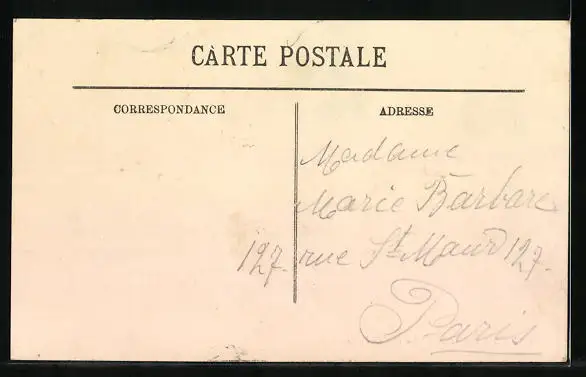 CARTE POSTALE
CORRESPONDANCE
ADRESSE
Madame
Marie Barbare
127- rue St Maur 127-
Paris